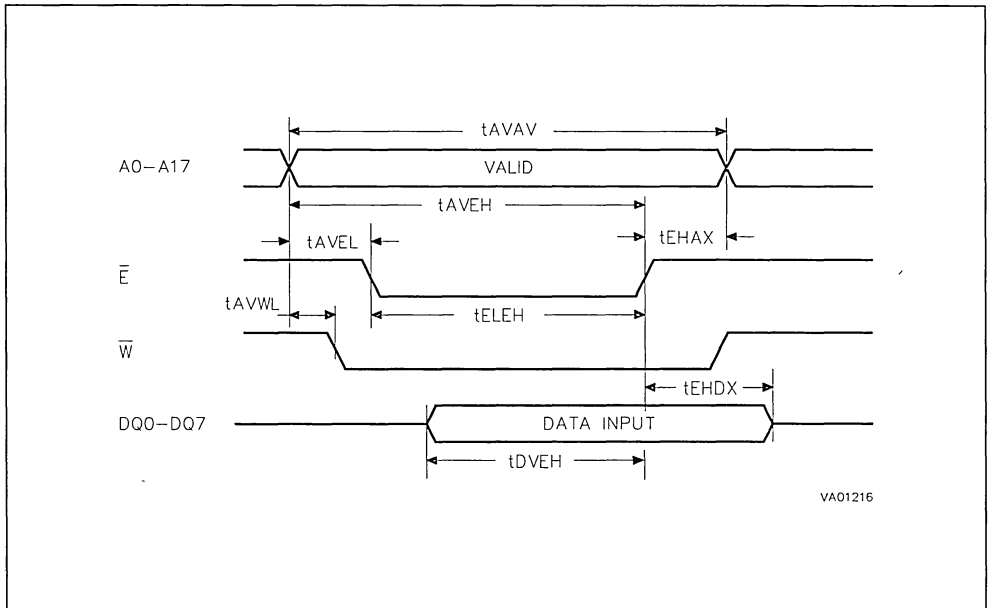 tAVAV
A0-A17
VALID
tAVEH
tAVEL
tEHAX
E̅
tAVWL
tELEH
W̅
tEHDX
DQ0-DQ7
DATA INPUT
tDVEH
VA01216